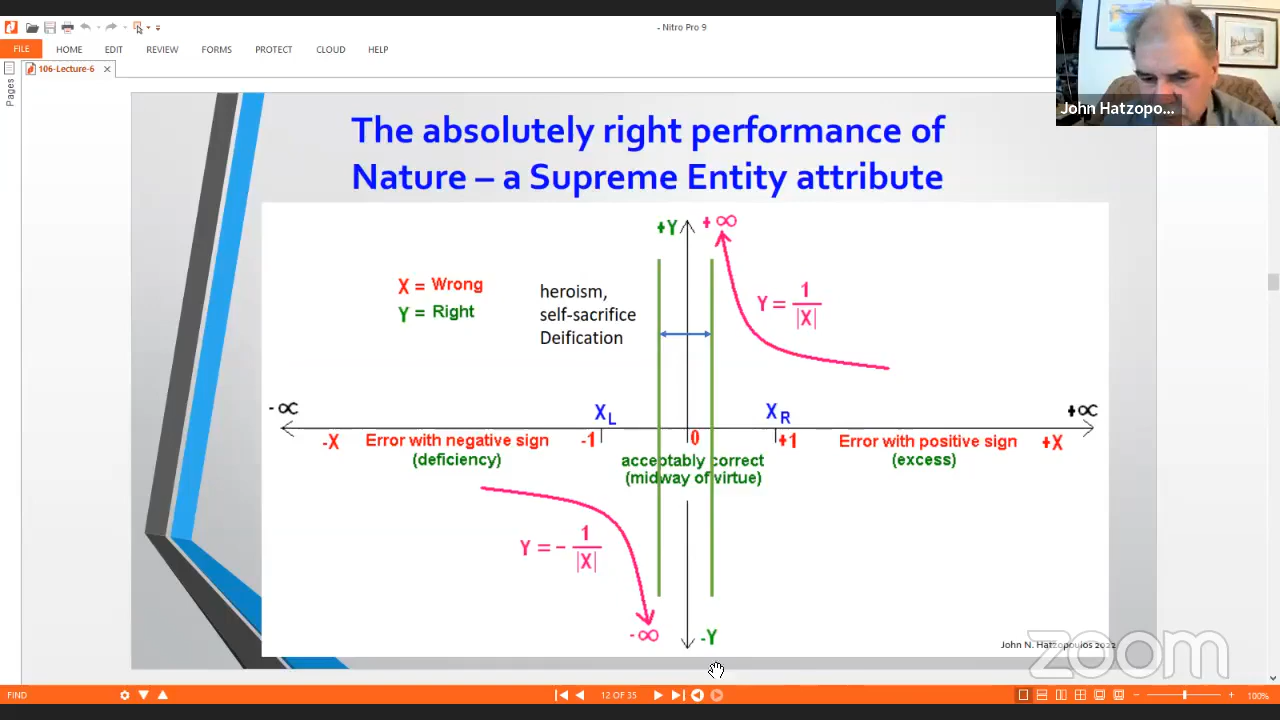 - Nitro Pro 9
FILE HOME EDIT REVIEW FORMS PROTECT CLOUD HELP
106-Lecture-6
Pages
John Hatzopo...
The absolutely right performance of
Nature – a Supreme Entity attribute
+Y + ∞
X = Wrong
Y = Right
heroism,
self-sacrifice
Deification
Y = 1
|X|
- ∞ XL XR +∞
-X Error with negative sign -1 0 +1 Error with positive sign +X
(deficiency) acceptably correct (excess)
(midway of virtue)
Y = - 1
|X|
- ∞ -Y
John N. Hatzopoulos 2022
zoom
FIND 12 OF 35 100%